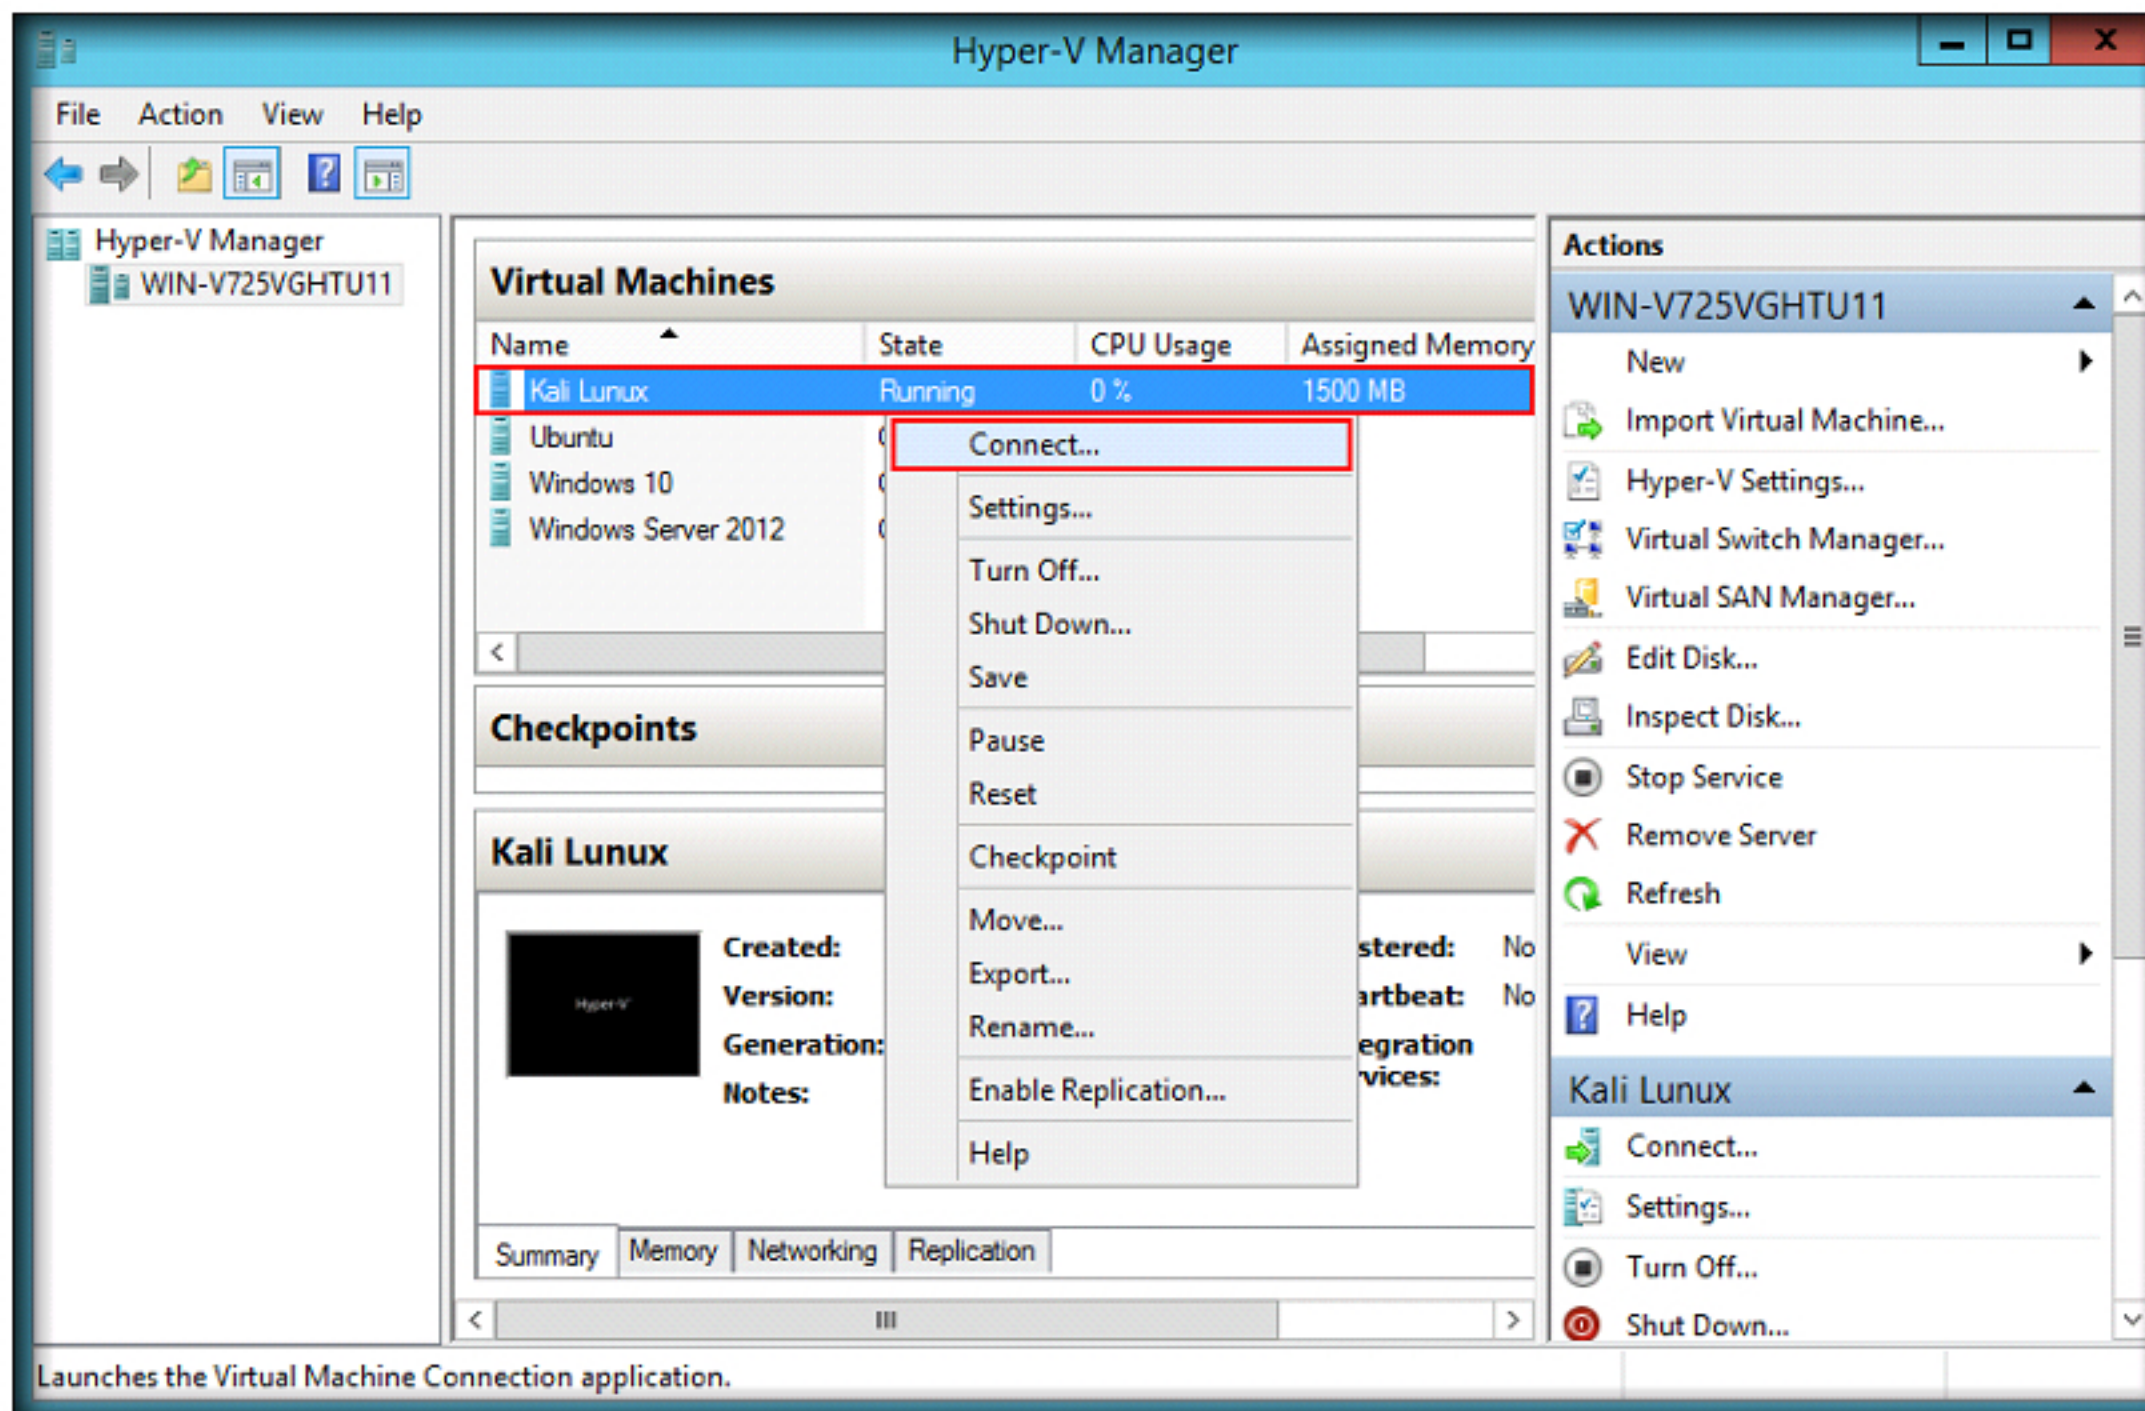 Hyper-V Manager
File Action View Help
Hyper-V Manager
WIN-V725VGHTU11
Virtual Machines
Name State CPU Usage Assigned Memory
Kali Lunux Running 0 % 1500 MB
Ubuntu
Windows 10
Windows Server 2012
Connect...
Settings...
Turn Off...
Shut Down...
Save
Pause
Reset
Checkpoint
Move...
Export...
Rename...
Enable Replication...
Help
Checkpoints
Kali Lunux
Hyper-V
Created:
Version:
Generation:
Notes:
stered: No
artbeat: No
egration
vices:
Summary Memory Networking Replication
Actions
WIN-V725VGHTU11
New
Import Virtual Machine...
Hyper-V Settings...
Virtual Switch Manager...
Virtual SAN Manager...
Edit Disk...
Inspect Disk...
Stop Service
Remove Server
Refresh
View
Help
Kali Lunux
Connect...
Settings...
Turn Off...
Shut Down...
Launches the Virtual Machine Connection application.